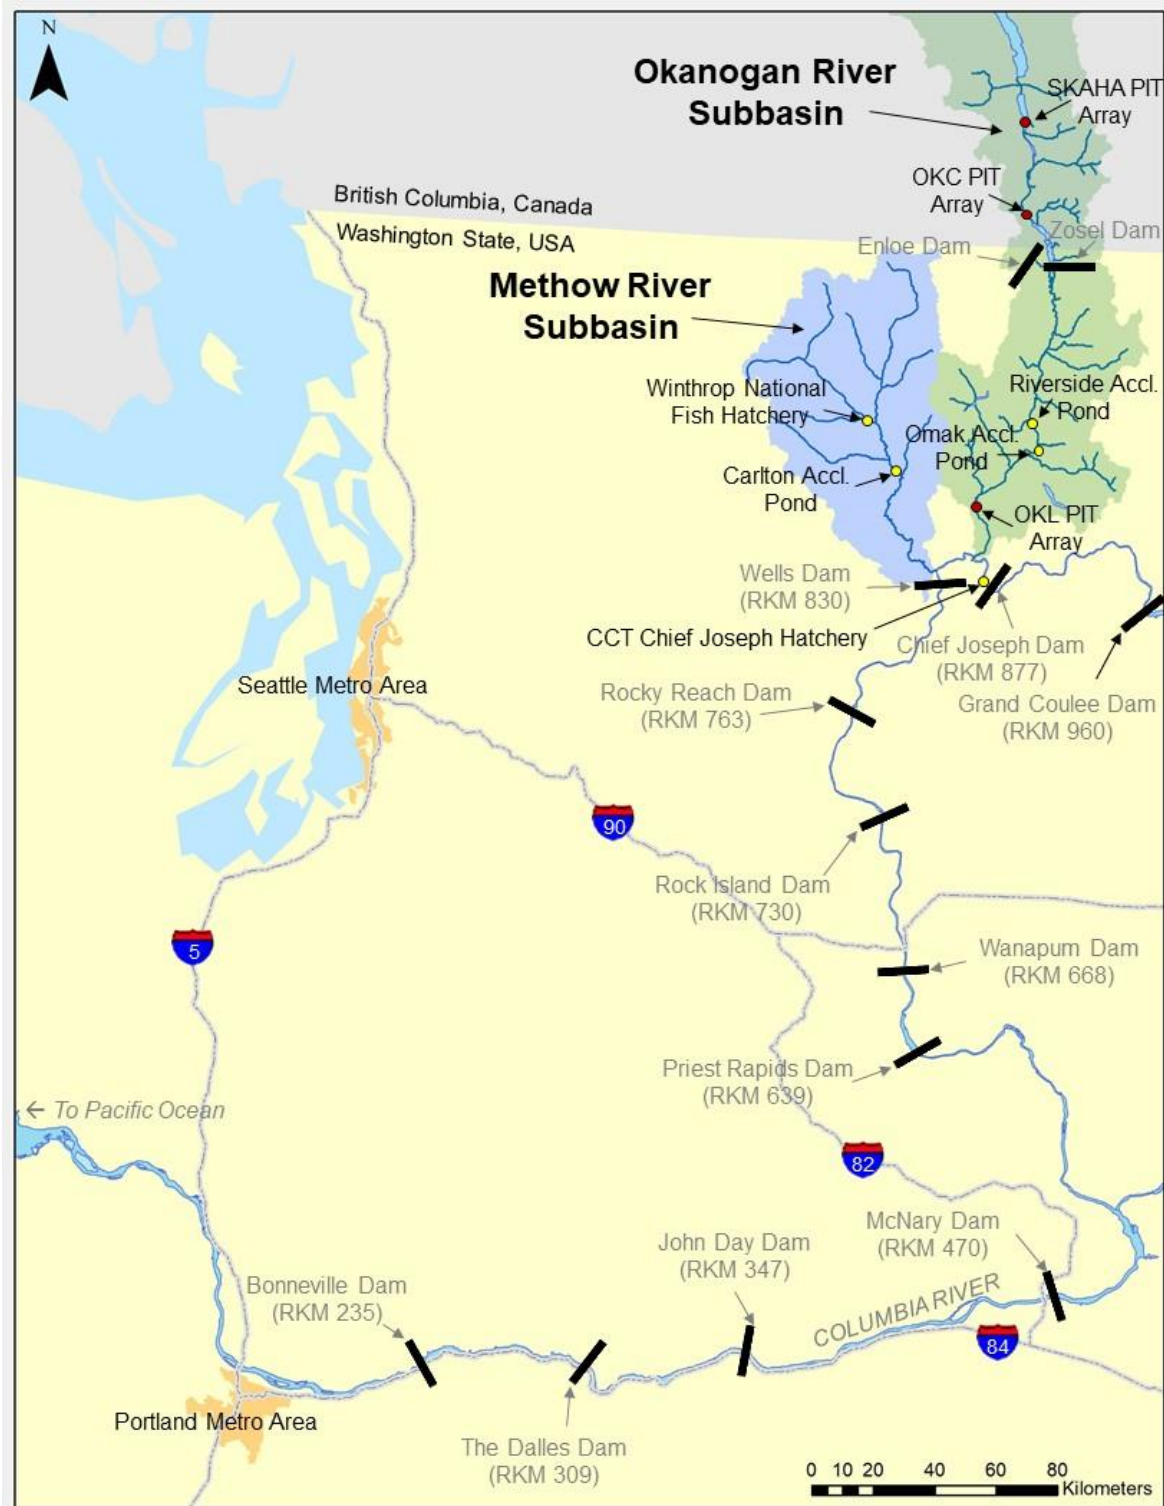 N
Okanogan River
Subbasin
SKAHA PIT
Array
OKC PIT
Array
British Columbia, Canada
Washington State, USA
Enloe Dam
Zosel Dam
Methow River
Subbasin
Winthrop National
Fish Hatchery
Riverside Accl.
Pond
Omak Accl.
Pond
Carlton Accl.
Pond
OKL PIT
Array
Wells Dam
(RKM 830)
CCT Chief Joseph Hatchery
Chief Joseph Dam
(RKM 877)
Grand Coulee Dam
(RKM 960)
Seattle Metro Area
Rocky Reach Dam
(RKM 763)
90
Rock Island Dam
(RKM 730)
5
Wanapum Dam
(RKM 668)
Priest Rapids Dam
(RKM 639)
← To Pacific Ocean
82
McNary Dam
(RKM 470)
John Day Dam
(RKM 347)
Bonneville Dam
(RKM 235)
COLUMBIA RIVER
84
Portland Metro Area
The Dalles Dam
(RKM 309)
0 10 20 40 60 80
Kilometers